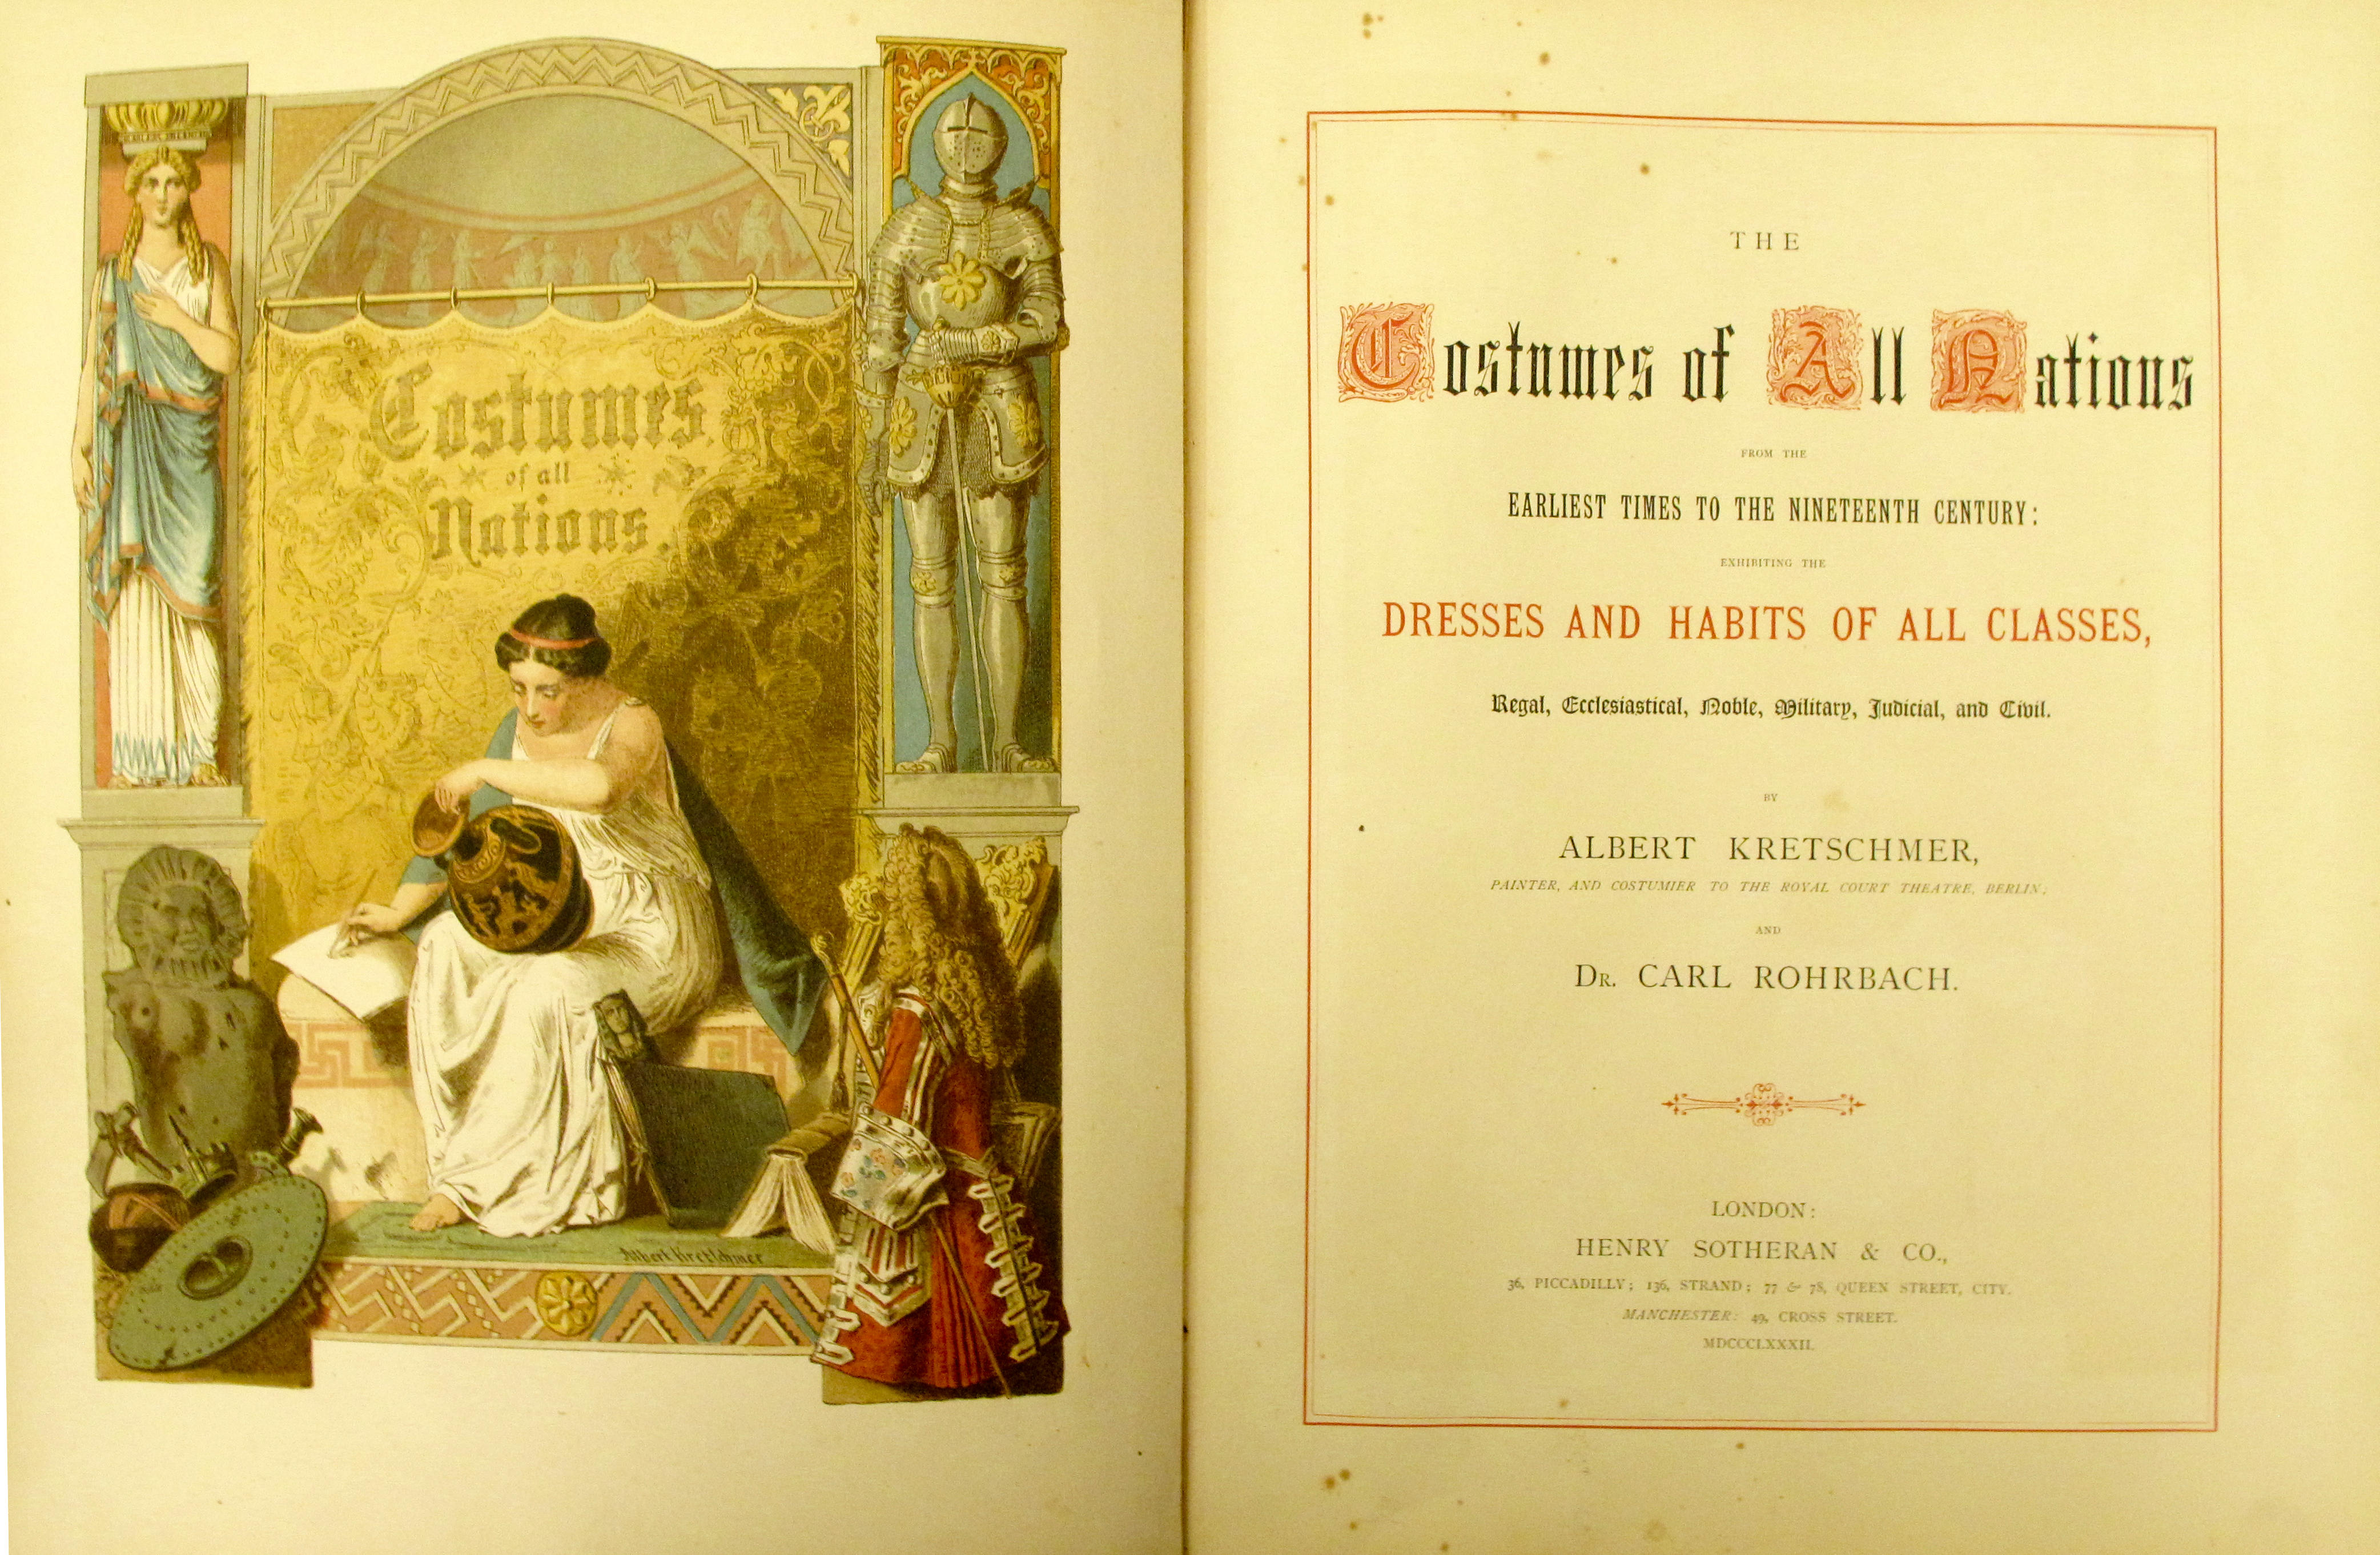 Costumes
of all
Nations.
Albert Kretschmer
THE
Costumes of All Nations
FROM THE
EARLIEST TIMES TO THE NINETEENTH CENTURY:
EXHIBITING THE
DRESSES AND HABITS OF ALL CLASSES,
Regal, Ecclesiastical, Noble, Military, Judicial, and Civil.
BY
ALBERT KRETSCHMER,
PAINTER, AND COSTUMIER TO THE ROYAL COURT THEATRE, BERLIN;
AND
DR. CARL ROHRBACH.
LONDON:
HENRY SOTHERAN & CO.,
36, PICCADILLY; 136, STRAND; 77 & 78, QUEEN STREET, CITY.
MANCHESTER: 49, CROSS STREET.
MDCCCLXXXII.